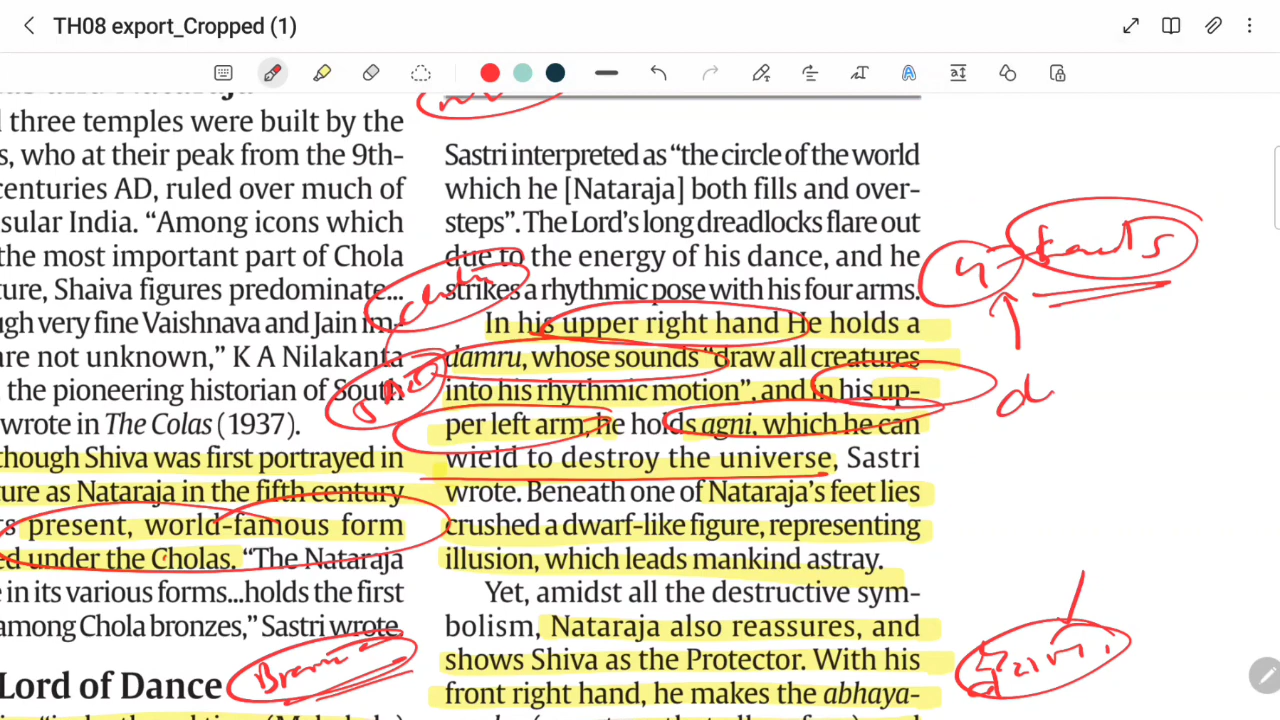 TH08 export_Cropped (1)
three temples were built by the
s, who at their peak from the 9th-
centuries AD, ruled over much of
sular India. “Among icons which
the most important part of Chola
ture, Shaiva figures predominate...
gh very fine Vaishnava and Jain im-
are not unknown,” K A Nilakanta
the pioneering historian of South
wrote in The Colas (1937).
though Shiva was first portrayed in
ture as Nataraja in the fifth century
ts present, world-famous form
ed under the Cholas. “The Nataraja
in its various forms...holds the first
among Chola bronzes,” Sastri wrote.
Lord of Dance
Sastri interpreted as “the circle of the world
which he [Nataraja] both fills and over-
steps”. The Lord’s long dreadlocks flare out
due to the energy of his dance, and he
strikes a rhythmic pose with his four arms.
In his upper right hand He holds a
damru, whose sounds “draw all creatures
into his rhythmic motion”, and in his up-
per left arm, he holds agni, which he can
wield to destroy the universe, Sastri
wrote. Beneath one of Nataraja’s feet lies
crushed a dwarf-like figure, representing
illusion, which leads mankind astray.
Yet, amidst all the destructive sym-
bolism, Nataraja also reassures, and
shows Shiva as the Protector. With his
front right hand, he makes the abhaya-
4
d